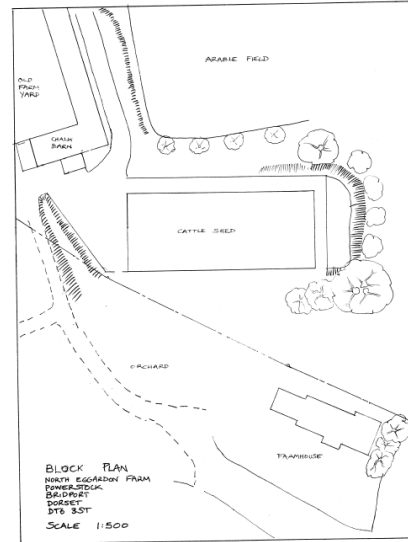 ARABLE FIELD
OLD
FARM
YARD
CHALK
BARN
CATTLE SHED
ORCHARD
FARMHOUSE
BLOCK PLAN
NORTH EGGARDON FARM
POWERSTOCK
BRIDPORT
DORSET
DT6 3ST
SCALE 1:500